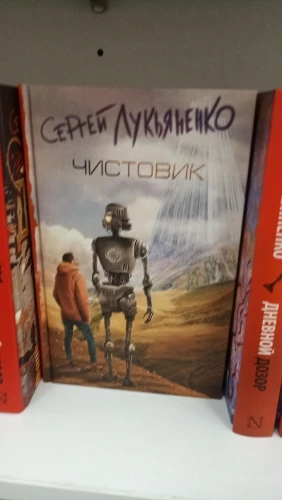 СЕРГЕЙ ЛУКЬЯНЕНКО
ЧИСТОВИК
ДНЕВНОЙ ДОЗОР